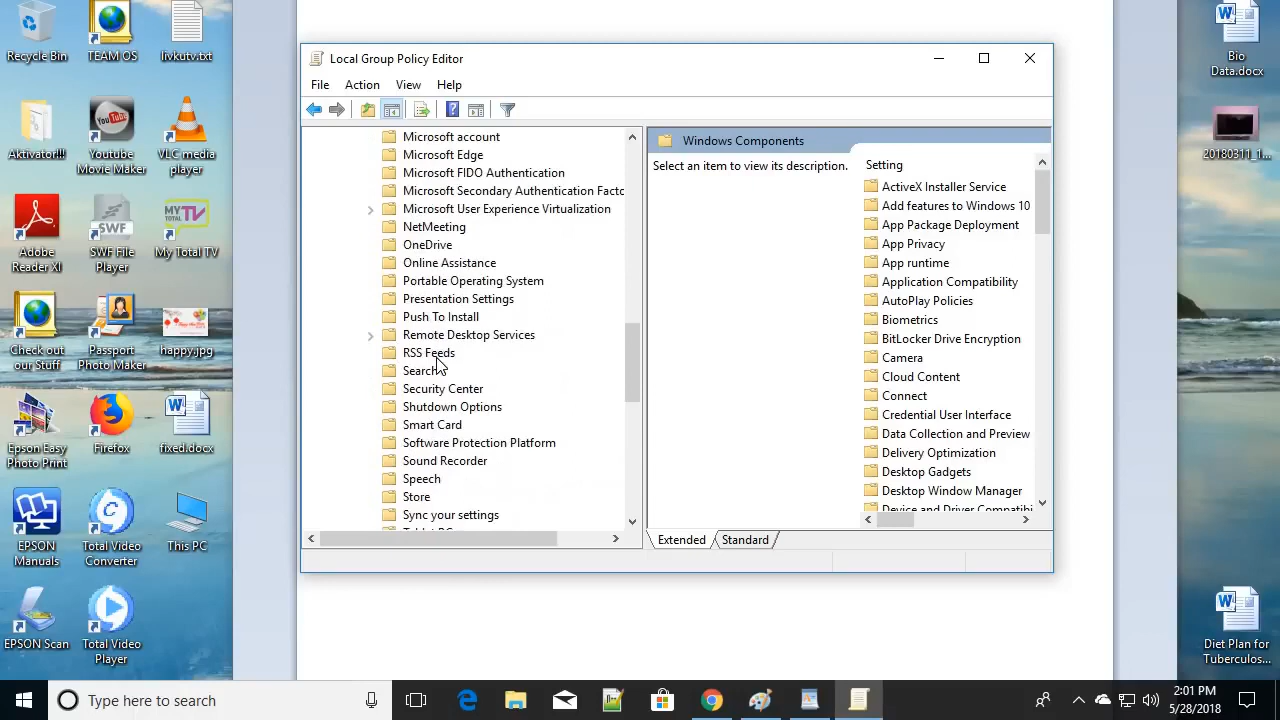 Recycle Bin
TEAM OS
livkutv.txt
Aktivator!!!
Youtube
Movie Maker
VLC media
player
Adobe
Reader XI
SWF File
Player
My Total TV
Check out
our Stuff
Passport
Photo Maker
happy.jpg
Epson Easy
Photo Print
Firefox
fixed.docx
EPSON
Manuals
Total Video
Converter
This PC
EPSON Scan
Total Video
Player
Local Group Policy Editor
File Action View Help
Microsoft account
Microsoft Edge
Microsoft FIDO Authentication
Microsoft Secondary Authentication Facto
Microsoft User Experience Virtualization
NetMeeting
OneDrive
Online Assistance
Portable Operating System
Presentation Settings
Push To Install
Remote Desktop Services
RSS Feeds
Search
Security Center
Shutdown Options
Smart Card
Software Protection Platform
Sound Recorder
Speech
Store
Sync your settings
Tablet PC
Windows Components
Select an item to view its description.
Setting
ActiveX Installer Service
Add features to Windows 10
App Package Deployment
App Privacy
App runtime
Application Compatibility
AutoPlay Policies
Biometrics
BitLocker Drive Encryption
Camera
Cloud Content
Connect
Credential User Interface
Data Collection and Preview
Delivery Optimization
Desktop Gadgets
Desktop Window Manager
Device and Driver Compatibi
Extended Standard
Bio
Data.docx
20180311_1...
Diet Plan for
Tuberculos...
Type here to search
2:01 PM
5/28/2018